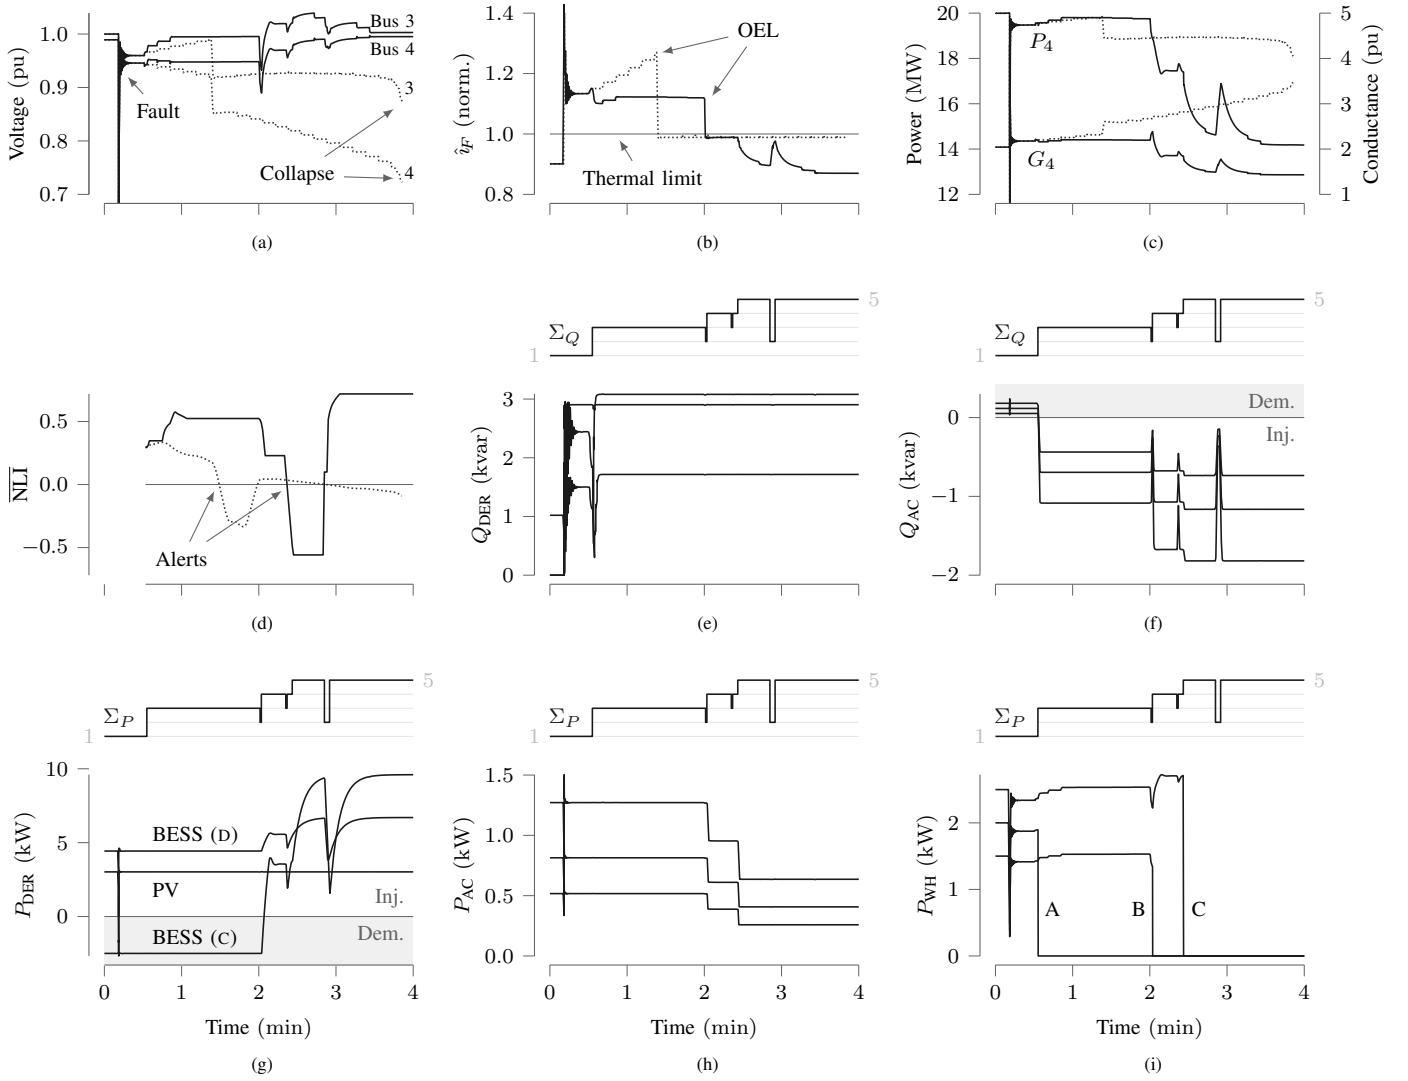 1.0
0.9
0.8
0.7
Voltage (pu)
Bus 3
Bus 4
Fault
3
Collapse
4
0
1
2
3
(a)
1.4
1.2
1.0
0.8
î_F (norm.)
OEL
Thermal limit
(b)
20
18
16
14
12
Power (MW)
P₄
G₄
5
4
3
2
1
Conductance (pu)
(c)
0.5
0.0
−0.5
NLI
Alerts
(d)
Σ_Q
1
5
3
2
1
0
Q_DER (kvar)
(e)
Σ_Q
1
5
0
−1
−2
Q_AC (kvar)
Dem.
Inj.
(f)
Σ_P
1
5
10
5
0
P_DER (kW)
BESS (D)
PV
Inj.
BESS (C)
Dem.
0
1
2
3
4
Time (min)
(g)
Σ_P
1
5
1.5
1.0
0.5
0.0
P_AC (kW)
0
1
2
3
4
Time (min)
(h)
Σ_P
1
5
2
1
0
P_WH (kW)
A
B
C
0
1
2
3
4
Time (min)
(i)